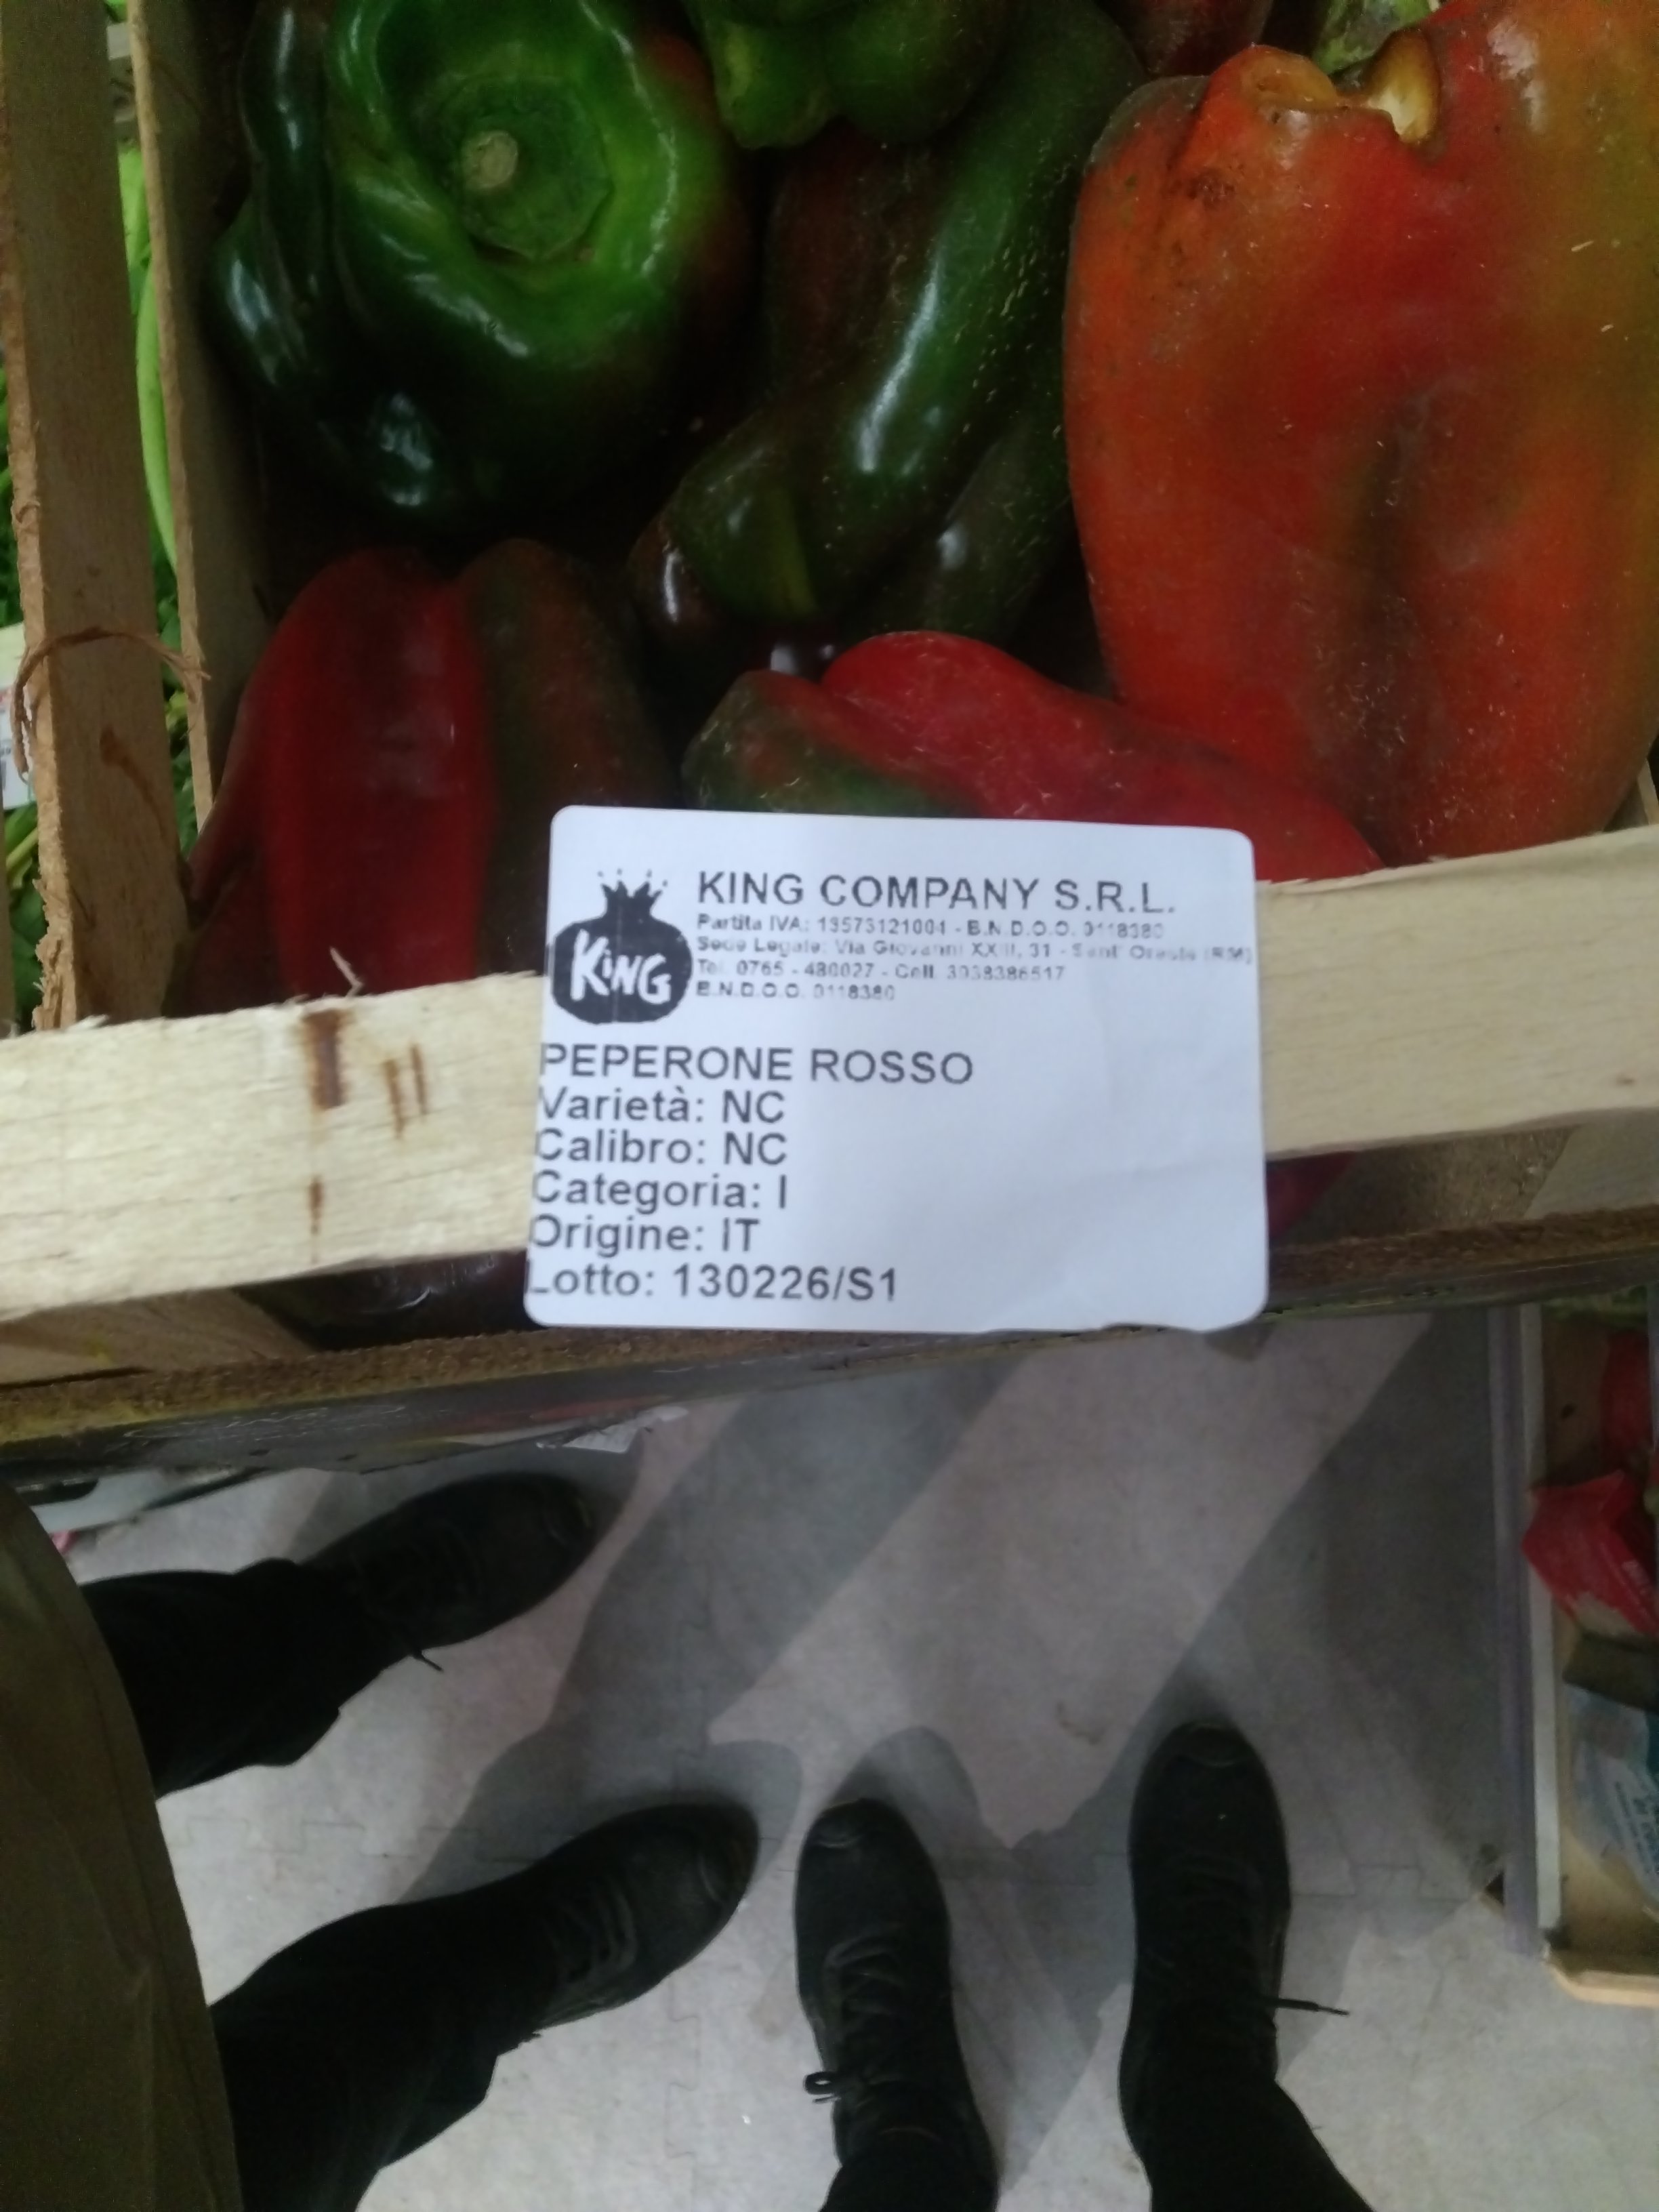 KING
KING COMPANY S.R.L.
Partita IVA: 13573121004 - B.N.D.O.O. 0118380
Sede Legale: Via Giovanni XXIII, 31 - Sant' Oreste (RM)
Tel. 0765 - 480027 - Cell. 3938386517
B.N.D.O.O. 0118380
PEPERONE ROSSO
Varietà: NC
Calibro: NC
Categoria: I
Origine: IT
Lotto: 130226/S1